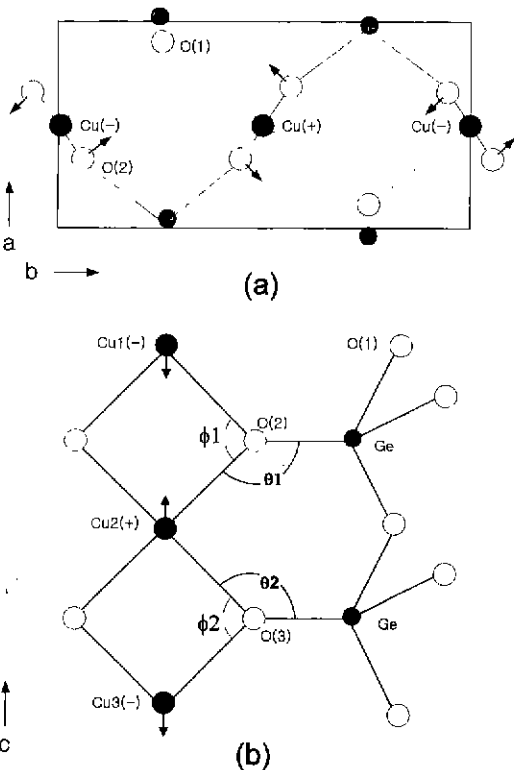 O(1)
Cu(-)
Cu(+)
Cu(-)
O(2)
a
b
(a)
Cu1(-)
O(1)
O(2)
ϕ1
θ1
Ge
Cu2(+)
θ2
ϕ2
O(3)
Ge
Cu3(-)
c
(b)